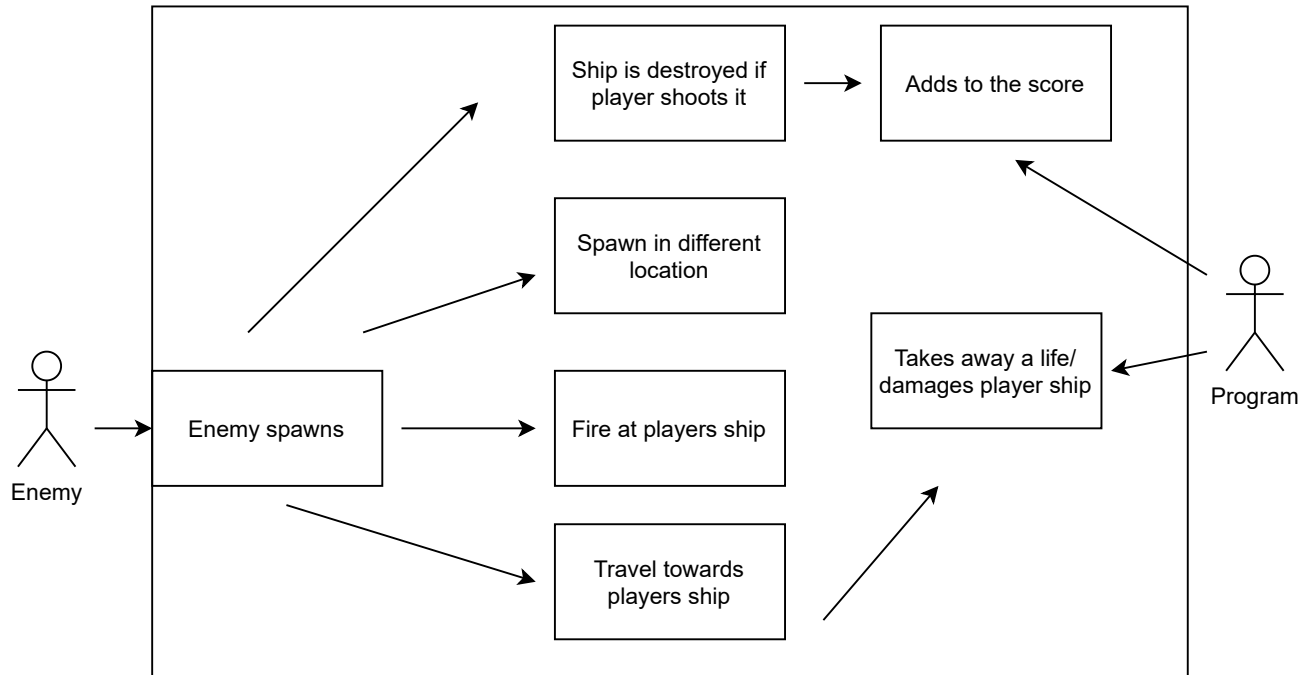 Ship is destroyed if
player shoots it
Adds to the score
Spawn in different
location
Takes away a life/
damages player ship
Program
Enemy spawns
Fire at players ship
Enemy
Travel towards
players ship